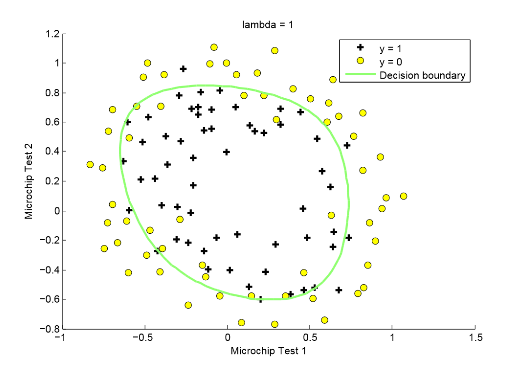 lambda = 1
y = 1
y = 0
Decision boundary
Microchip Test 2
1.2
1
0.8
0.6
0.4
0.2
0
−0.2
−0.4
−0.6
−0.8
−1
−0.5
0
0.5
1
1.5
Microchip Test 1